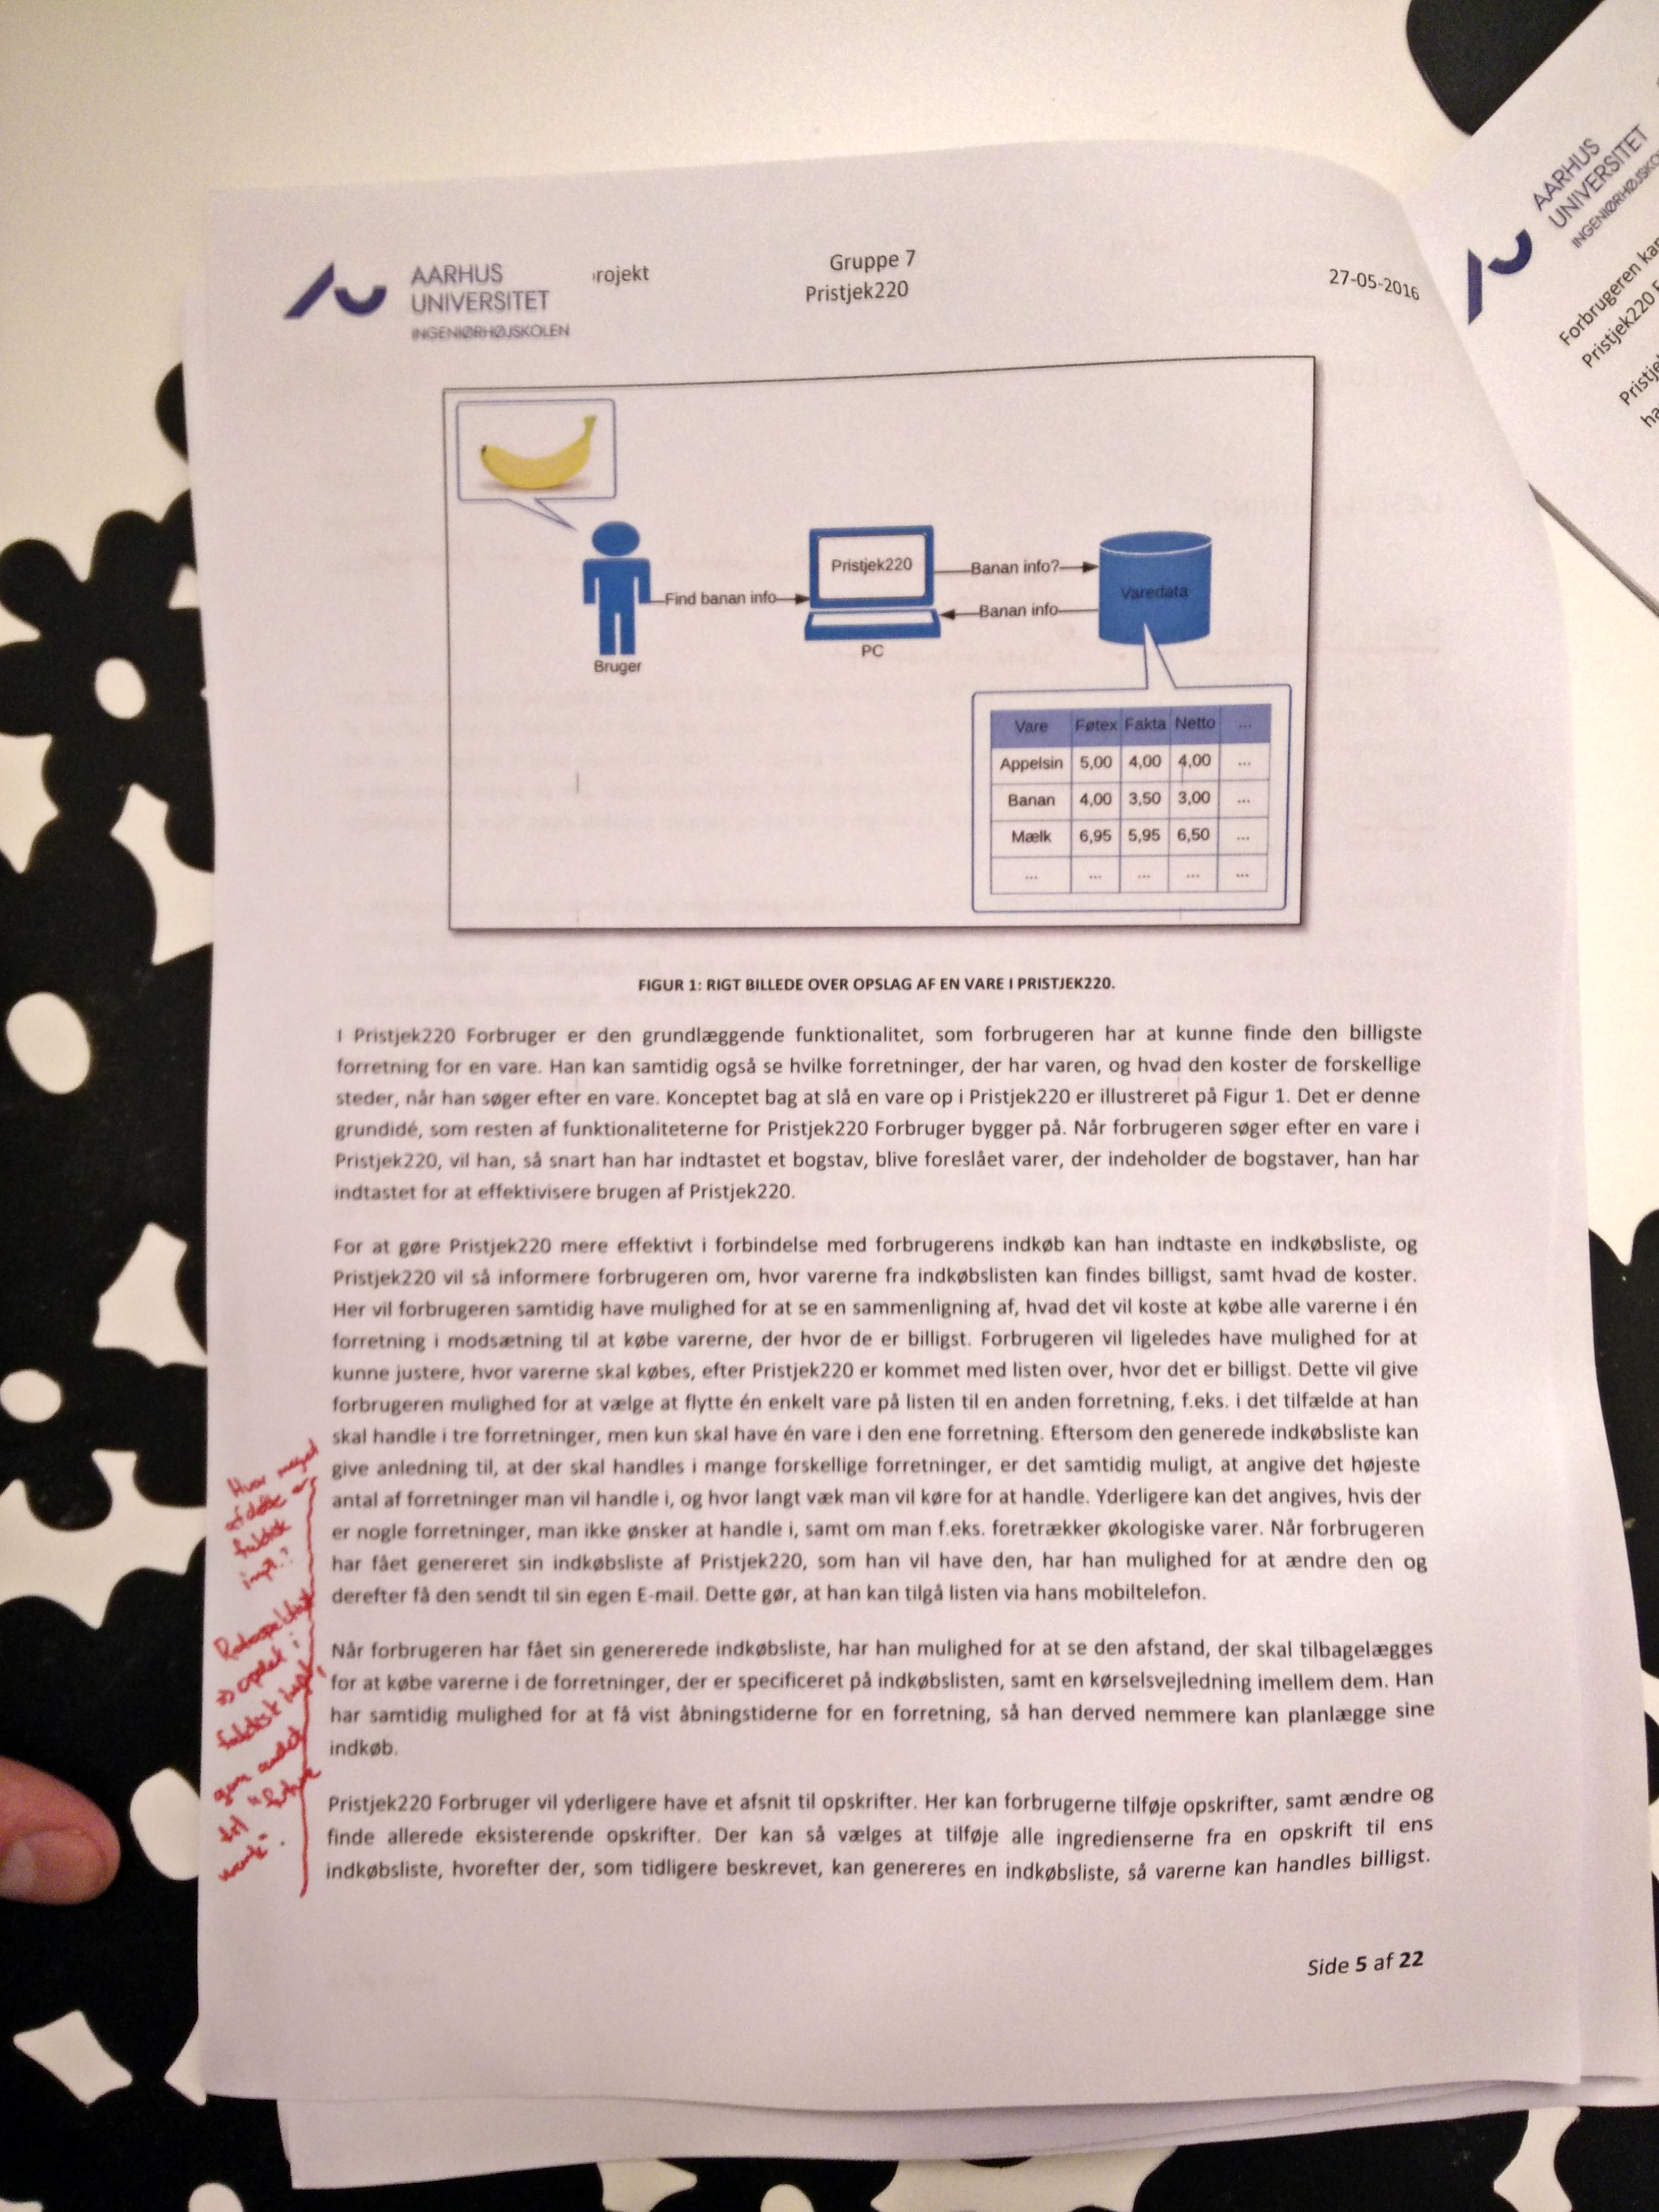 AARHUS
UNIVERSITET
INGENIØRHØJSKOLEN
rojekt
Gruppe 7
Pristjek220
27-05-2016
Pristjek220
Find banan info
Banan info?
Banan info
Varedata
Bruger
PC
Vare Føtex Fakta Netto ...
Appelsin 5,00 4,00 4,00 ...
Banan 4,00 3,50 3,00 ...
Mælk 6,95 5,95 6,50 ...
... ... ... ... ...
FIGUR 1: RIGT BILLEDE OVER OPSLAG AF EN VARE I PRISTJEK220.
I Pristjek220 Forbruger er den grundlæggende funktionalitet, som forbrugeren har at kunne finde den billigste
forretning for en vare. Han kan samtidig også se hvilke forretninger, der har varen, og hvad den koster de forskellige
steder, når han søger efter en vare. Konceptet bag at slå en vare op i Pristjek220 er illustreret på Figur 1. Det er denne
grundidé, som resten af funktionaliteterne for Pristjek220 Forbruger bygger på. Når forbrugeren søger efter en vare i
Pristjek220, vil han, så snart han har indtastet et bogstav, blive foreslået varer, der indeholder de bogstaver, han har
indtastet for at effektivisere brugen af Pristjek220.
For at gøre Pristjek220 mere effektivt i forbindelse med forbrugerens indkøb kan han indtaste en indkøbsliste, og
Pristjek220 vil så informere forbrugeren om, hvor varerne fra indkøbslisten kan findes billigst, samt hvad de koster.
Her vil forbrugeren samtidig have mulighed for at se en sammenligning af, hvad det vil koste at købe alle varerne i én
forretning i modsætning til at købe varerne, der hvor de er billigst. Forbrugeren vil ligeledes have mulighed for at
kunne justere, hvor varerne skal købes, efter Pristjek220 er kommet med listen over, hvor det er billigst. Dette vil give
forbrugeren mulighed for at vælge at flytte én enkelt vare på listen til en anden forretning, f.eks. i det tilfælde at han
skal handle i tre forretninger, men kun skal have én vare i den ene forretning. Eftersom den generede indkøbsliste kan
give anledning til, at der skal handles i mange forskellige forretninger, er det samtidig muligt, at angive det højeste
antal af forretninger man vil handle i, og hvor langt væk man vil køre for at handle. Yderligere kan det angives, hvis der
er nogle forretninger, man ikke ønsker at handle i, samt om man f.eks. foretrækker økologiske varer. Når forbrugeren
har fået genereret sin indkøbsliste af Pristjek220, som han vil have den, har han mulighed for at ændre den og
derefter få den sendt til sin egen E-mail. Dette gør, at han kan tilgå listen via hans mobiltelefon.
Når forbrugeren har fået sin genererede indkøbsliste, har han mulighed for at se den afstand, der skal tilbagelægges
for at købe varerne i de forretninger, der er specificeret på indkøbslisten, samt en kørselsvejledning imellem dem. Han
har samtidig mulighed for at få vist åbningstiderne for en forretning, så han derved nemmere kan planlægge sine
indkøb.
Pristjek220 Forbruger vil yderligere have et afsnit til opskrifter. Her kan forbrugerne tilføje opskrifter, samt ændre og
finde allerede eksisterende opskrifter. Der kan så vælges at tilføje alle ingredienserne fra en opskrift til ens
indkøbsliste, hvorefter der, som tidligere beskrevet, kan genereres en indkøbsliste, så varerne kan handles billigst.
Side 5 af 22
Hvor meget
af dette er
faktisk
impl.?
opdel i
faktisk
gem andet
til "future
AARHUS
UNIVERSITET
Forbrugeren kan
Pristjek220 F